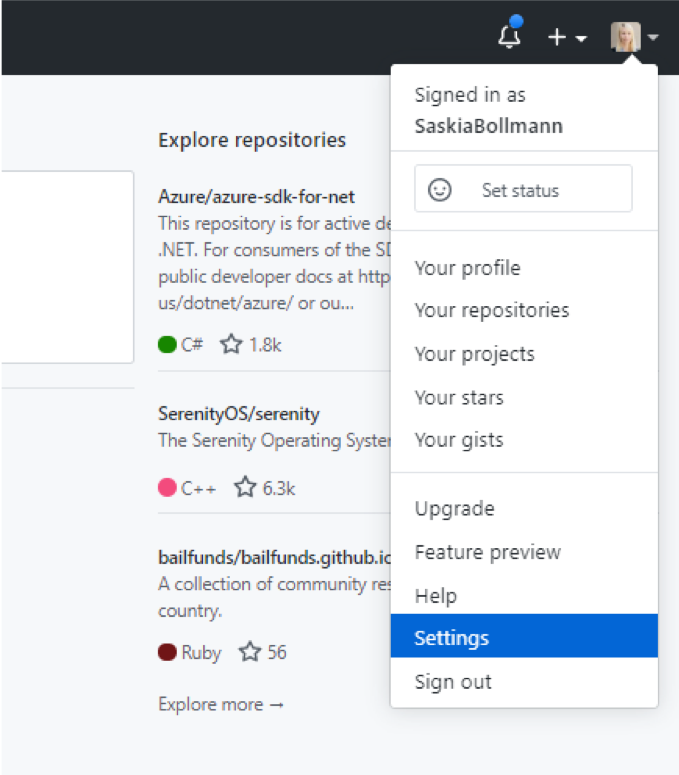 Explore repositories
Azure/azure-sdk-for-net
This repository is for active de
.NET. For consumers of the SD
public developer docs at http
us/dotnet/azure/ or ou...
C# 1.8k
SerenityOS/serenity
The Serenity Operating System
C++ 6.3k
bailfunds/bailfunds.github.io
A collection of community res
country.
Ruby 56
Explore more →
Signed in as
SaskiaBollmann
Set status
Your profile
Your repositories
Your projects
Your stars
Your gists
Upgrade
Feature preview
Help
Settings
Sign out